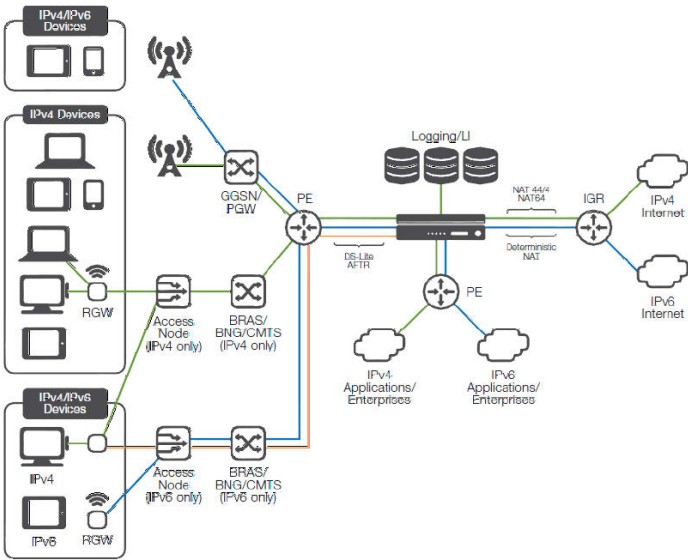 IPv4/IPv6
Devices
IPv4 Devices
RGW
Access
Node
(IPv4 only)
BRAS/
BNG/CMTS
(IPv4 only)
GGSN/
PGW
PE
Logging/LI
DS-Lite
AFTR
NAT 44/4
NAT64
Deterministic
NAT
IGR
IPv4
Internet
IPv6
Internet
PE
IPv4
Applications/
Enterprises
IPv6
Applications/
Enterprises
IPv4/IPv6
Devices
IPv4
IPv6
RGW
Access
Node
(IPv6 only)
BRAS/
BNG/CMTS
(IPv6 only)